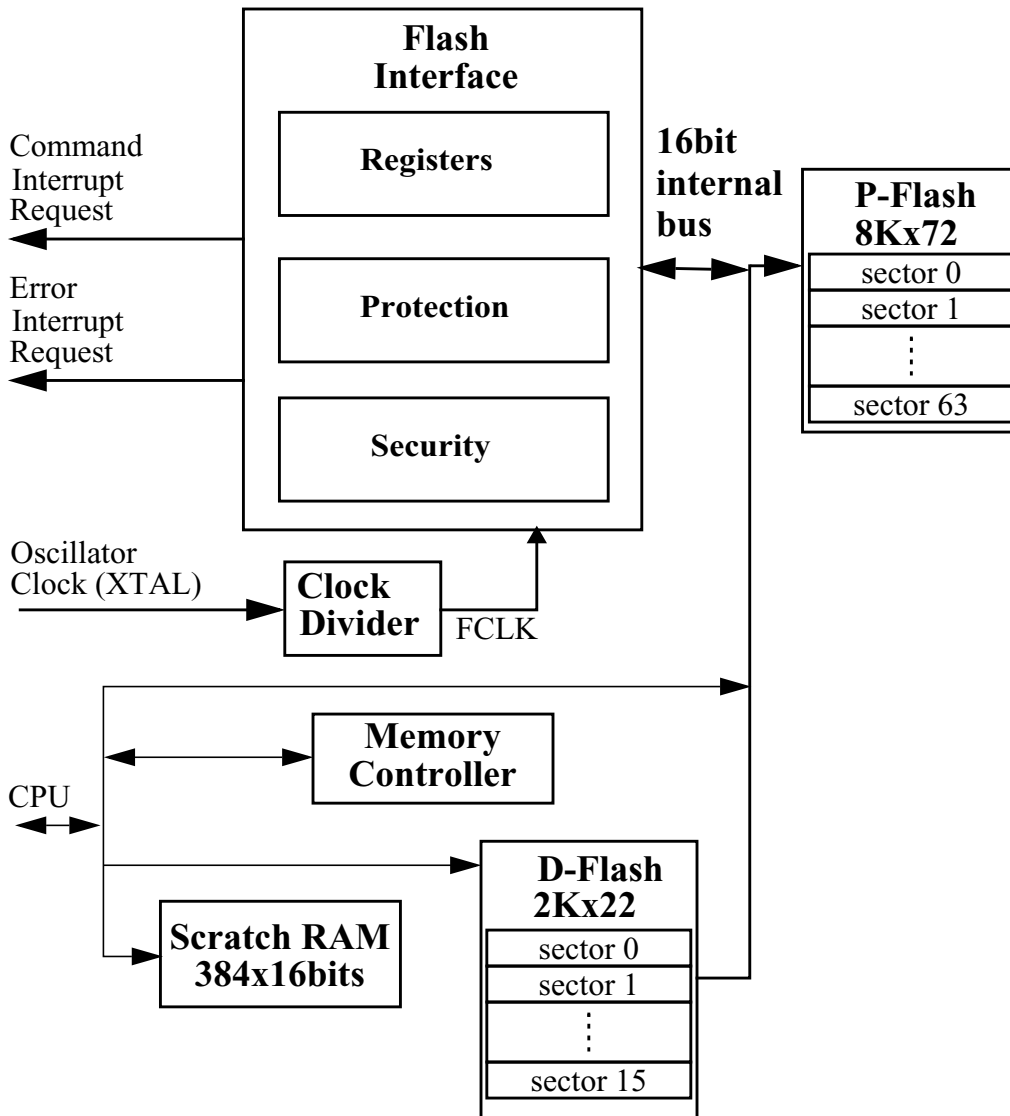 Flash
Interface
Registers
Protection
Security
Command
Interrupt
Request
Error
Interrupt
Request
16bit
internal
bus
P-Flash
8Kx72
sector 0
sector 1
sector 63
Oscillator
Clock (XTAL)
Clock
Divider
FCLK
Memory
Controller
CPU
Scratch RAM
384x16bits
D-Flash
2Kx22
sector 0
sector 1
sector 15